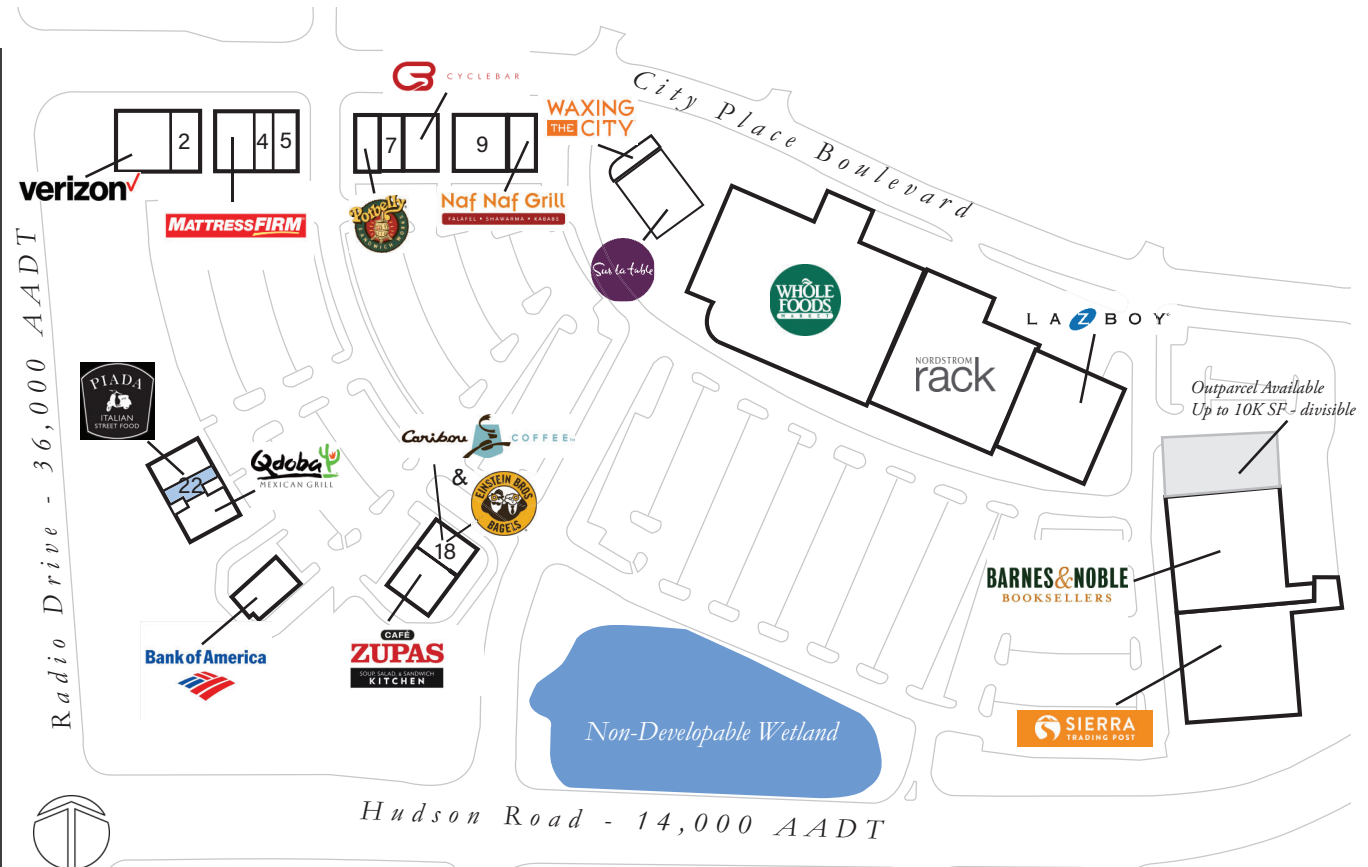 CYCLEBAR
WAXING
THE CITY
City Place Boulevard
2
4
5
7
9
verizon
MATTRESSFIRM
Potbelly
SANDWICH WORKS
Naf Naf Grill
FALAFEL • SHAWARMA • KABABS
Sur la table
WHOLE
FOODS
MARKET
NORDSTROM
rack
LA Z BOY
Outparcel Available
Up to 10K SF - divisible
Radio Drive - 36,000 AADT
PIADA
ITALIAN
STREET FOOD
22
Qdoba
MEXICAN GRILL
Caribou COFFEE
&
EINSTEIN BROS
BAGELS
18
BARNES&NOBLE
BOOKSELLERS
Bank of America
CAFÉ
ZUPAS
SOUP, SALAD, & SANDWICH
KITCHEN
SIERRA
TRADING POST
Non-Developable Wetland
Hudson Road - 14,000 AADT